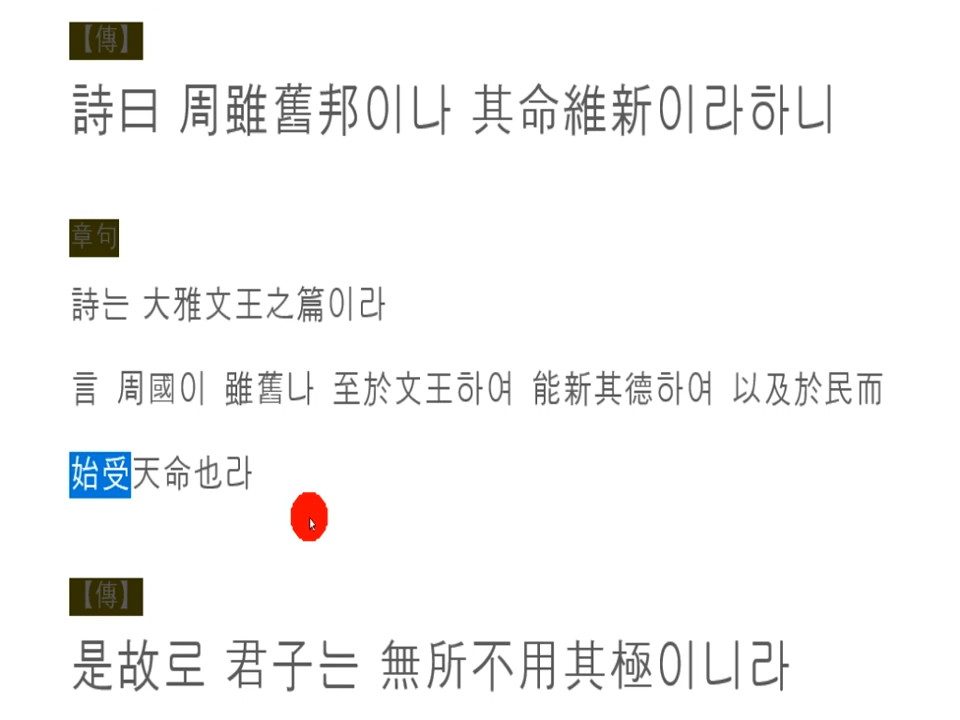 【傳】
詩曰 周雖舊邦이나 其命維新이라하니
章句
詩는 大雅文王之篇이라
言 周國이 雖舊나 至於文王하여 能新其德하여 以及於民而
始受天命也라
【傳】
是故로 君子는 無所不用其極이니라